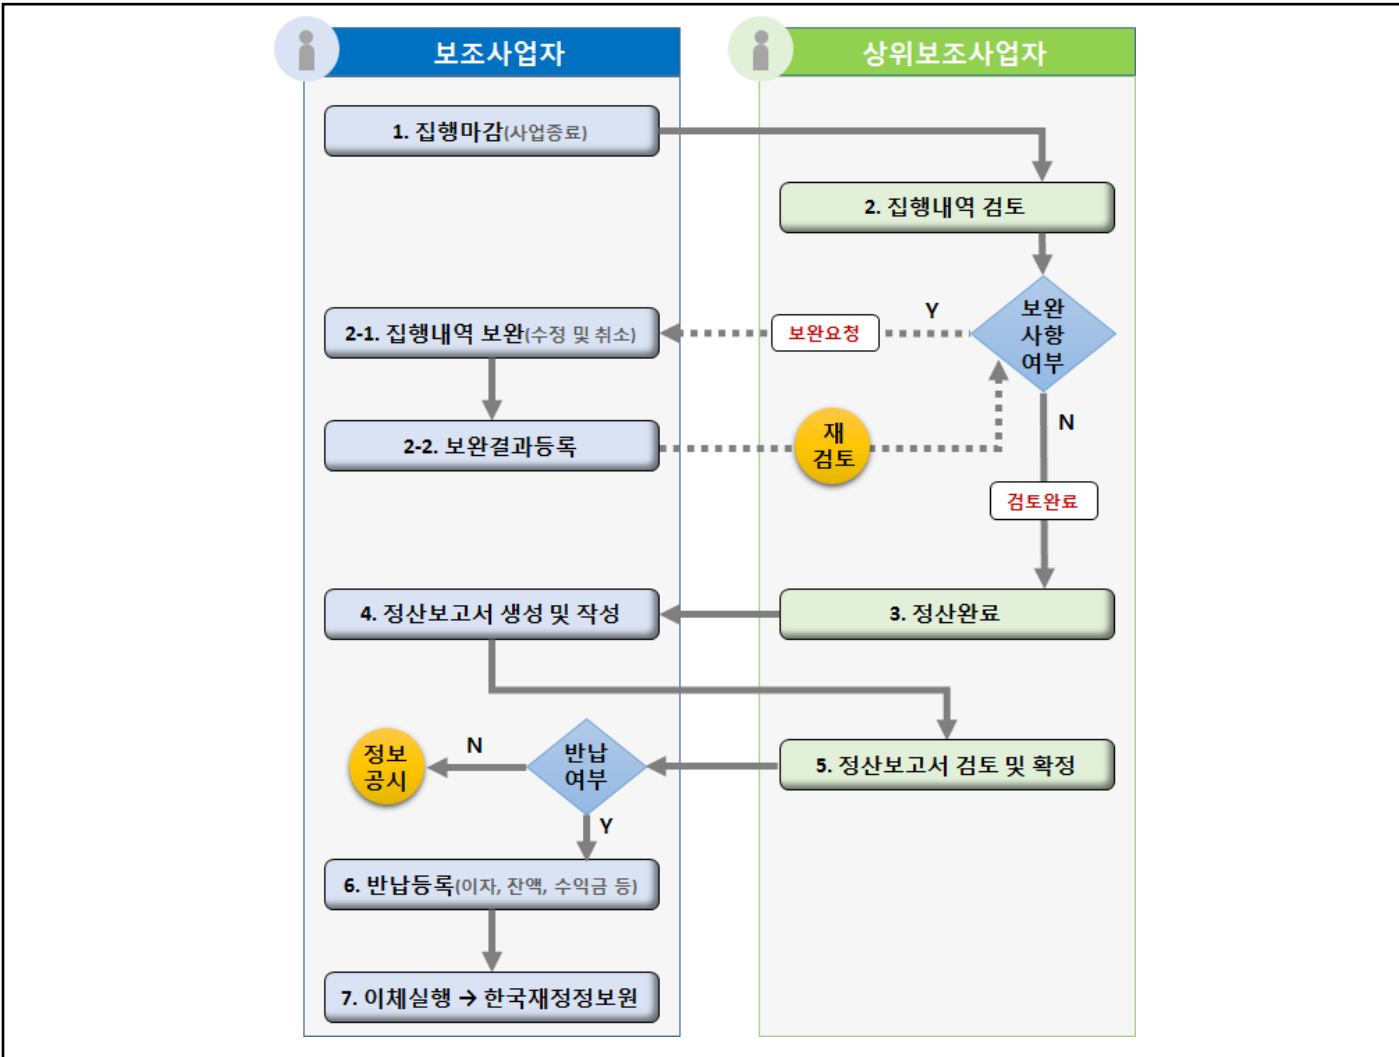 보조사업자
상위보조사업자
1. 집행마감(사업종료)
2. 집행내역 검토
보완
사항
여부
Y
보완요청
2-1. 집행내역 보완(수정 및 취소)
N
2-2. 보완결과등록
재
검토
검토완료
4. 정산보고서 생성 및 작성
3. 정산완료
정보
공시
N
반납
여부
5. 정산보고서 검토 및 확정
Y
6. 반납등록(이자, 잔액, 수익금 등)
7. 이체실행 → 한국재정정보원